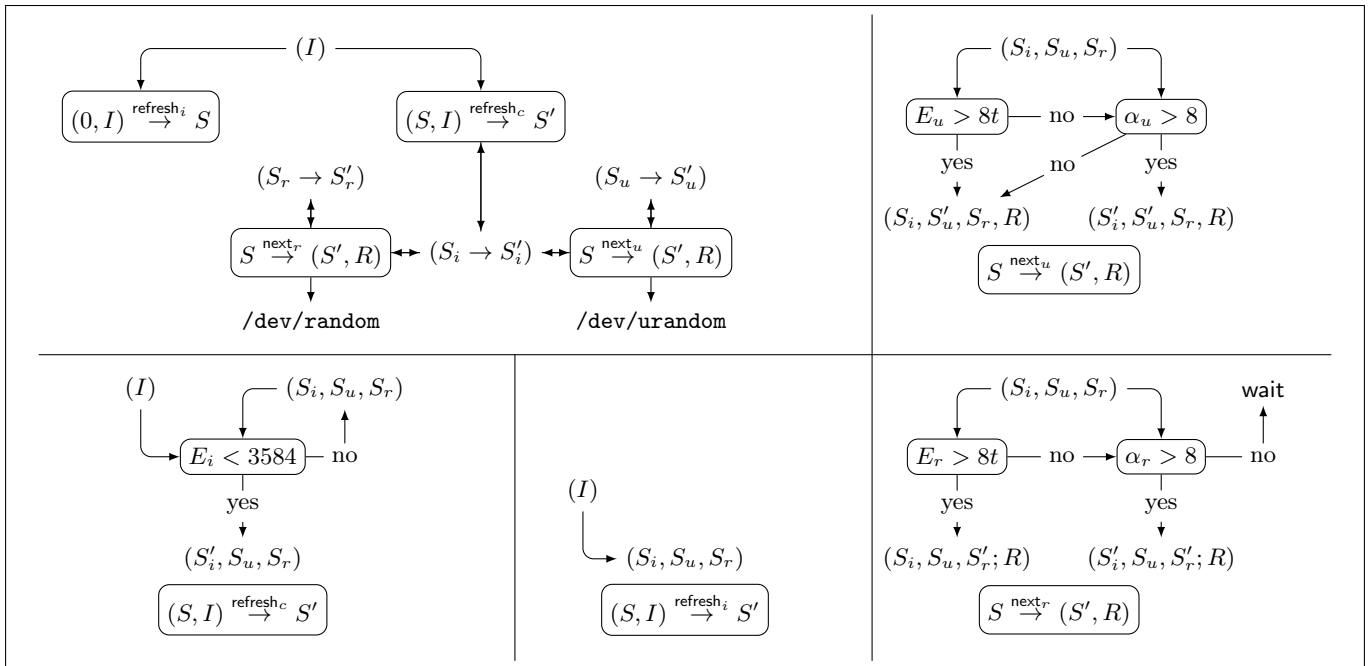 (I)
(0, I) refresh_i → S
(S, I) refresh_c → S′
(S_r → S′_r)
(S_u → S′_u)
S next_r → (S′, R)
(S_i → S′_i)
S next_u → (S′, R)
/dev/random
/dev/urandom
(S_i, S_u, S_r)
E_u > 8t
no
α_u > 8
yes
no
yes
(S_i, S′_u, S_r, R)
(S′_i, S′_u, S_r, R)
S next_u → (S′, R)
(I)
(S_i, S_u, S_r)
E_i < 3584
no
yes
(S′_i, S_u, S_r)
(S, I) refresh_c → S′
(I)
(S_i, S_u, S_r)
(S, I) refresh_i → S′
(S_i, S_u, S_r)
wait
E_r > 8t
no
α_r > 8
no
yes
yes
(S_i, S_u, S′_r; R)
(S′_i, S_u, S′_r; R)
S next_r → (S′, R)